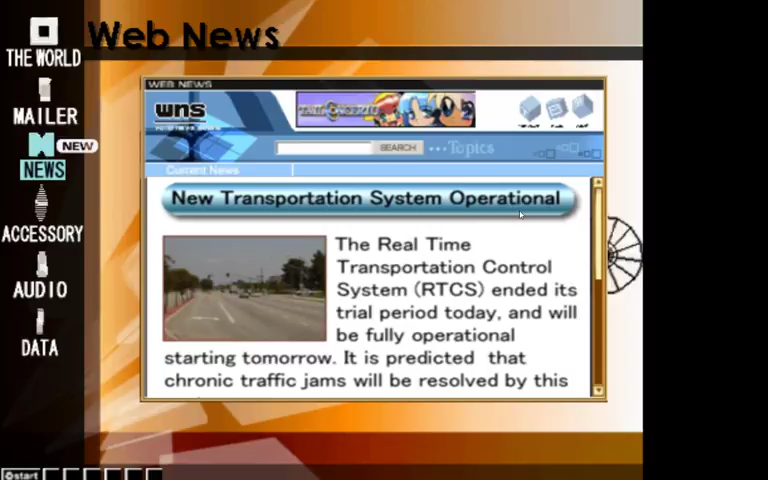 Web News
THE WORLD
MAILER
NEW
NEWS
ACCESSORY
AUDIO
DATA
WEB NEWS
wns
SEARCH
Topics
Current News
New Transportation System Operational
The Real Time
Transportation Control
System (RTCS) ended its
trial period today, and will
be fully operational
starting tomorrow. It is predicted that
chronic traffic jams will be resolved by this
start